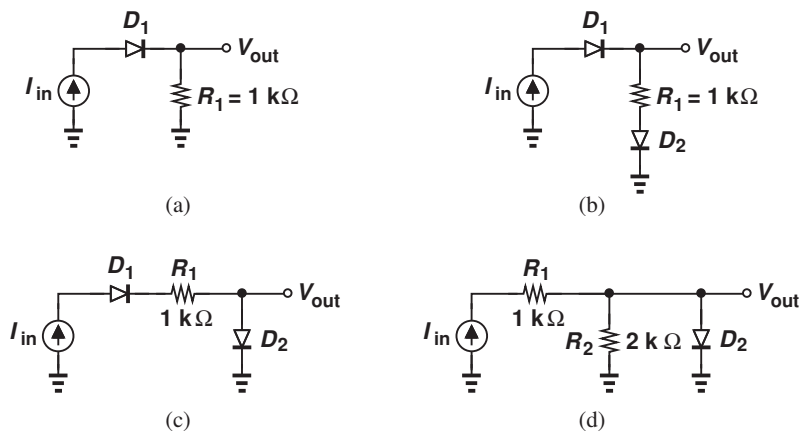 D1
Vout
Iin
R1 = 1 kΩ
(a)
D1
Vout
Iin
R1 = 1 kΩ
D2
(b)
D1
R1
Vout
1 kΩ
Iin
D2
(c)
R1
Vout
1 kΩ
Iin
R2
2 kΩ
D2
(d)